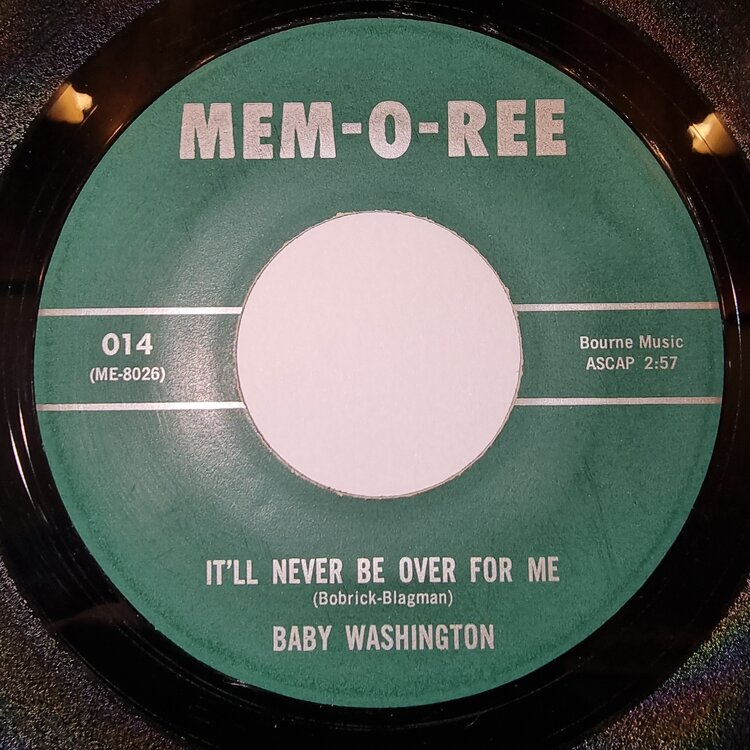 MEM-O-REE
014
(ME-8026)
Bourne Music
ASCAP 2:57
IT'LL NEVER BE OVER FOR ME
(Bobrick-Blagman)
BABY WASHINGTON